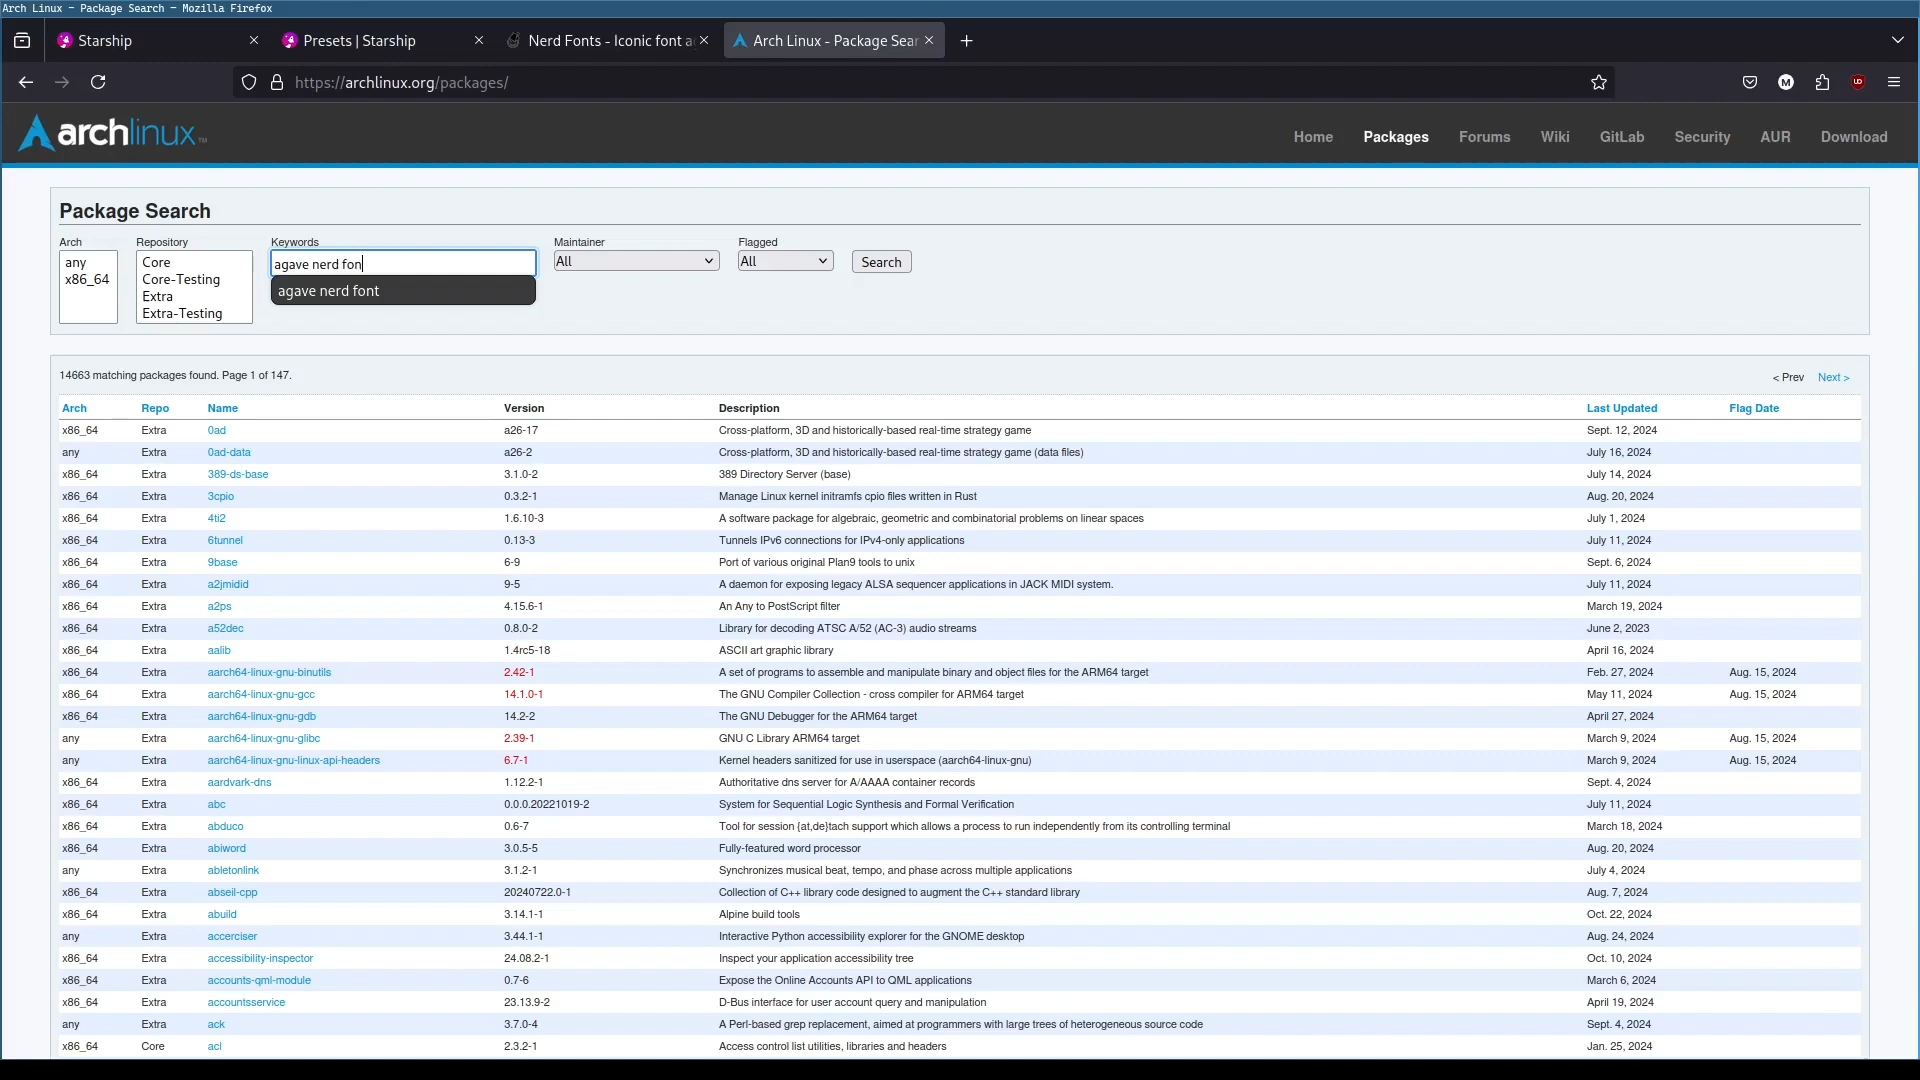 Arch Linux — Package Search — Mozilla Firefox
Starship
Presets | Starship
Nerd Fonts - Iconic font a
Arch Linux - Package Sear
https://archlinux.org/packages/
M
archlinux™
Home Packages Forums Wiki GitLab Security AUR Download
Package Search
Arch Repository Keywords Maintainer Flagged
any
x86_64
Core
Core-Testing
Extra
Extra-Testing
agave nerd fon
agave nerd font
All
All
Search
14663 matching packages found. Page 1 of 147.
< Prev Next >
Arch Repo Name Version Description Last Updated Flag Date
x86_64 Extra 0ad a26-17 Cross-platform, 3D and historically-based real-time strategy game Sept. 12, 2024
any Extra 0ad-data a26-2 Cross-platform, 3D and historically-based real-time strategy game (data files) July 16, 2024
x86_64 Extra 389-ds-base 3.1.0-2 389 Directory Server (base) July 14, 2024
x86_64 Extra 3cpio 0.3.2-1 Manage Linux kernel initramfs cpio files written in Rust Aug. 20, 2024
x86_64 Extra 4ti2 1.6.10-3 A software package for algebraic, geometric and combinatorial problems on linear spaces July 1, 2024
x86_64 Extra 6tunnel 0.13-3 Tunnels IPv6 connections for IPv4-only applications July 11, 2024
x86_64 Extra 9base 6-9 Port of various original Plan9 tools to unix Sept. 6, 2024
x86_64 Extra a2jmidid 9-5 A daemon for exposing legacy ALSA sequencer applications in JACK MIDI system. July 11, 2024
x86_64 Extra a2ps 4.15.6-1 An Any to PostScript filter March 19, 2024
x86_64 Extra a52dec 0.8.0-2 Library for decoding ATSC A/52 (AC-3) audio streams June 2, 2023
x86_64 Extra aalib 1.4rc5-18 ASCII art graphic library April 16, 2024
x86_64 Extra aarch64-linux-gnu-binutils 2.42-1 A set of programs to assemble and manipulate binary and object files for the ARM64 target Feb. 27, 2024 Aug. 15, 2024
x86_64 Extra aarch64-linux-gnu-gcc 14.1.0-1 The GNU Compiler Collection - cross compiler for ARM64 target May 11, 2024 Aug. 15, 2024
x86_64 Extra aarch64-linux-gnu-gdb 14.2-2 The GNU Debugger for the ARM64 target April 27, 2024
any Extra aarch64-linux-gnu-glibc 2.39-1 GNU C Library ARM64 target March 9, 2024 Aug. 15, 2024
any Extra aarch64-linux-gnu-linux-api-headers 6.7-1 Kernel headers sanitized for use in userspace (aarch64-linux-gnu) March 9, 2024 Aug. 15, 2024
x86_64 Extra aardvark-dns 1.12.2-1 Authoritative dns server for A/AAAA container records Sept. 4, 2024
x86_64 Extra abc 0.0.0.20221019-2 System for Sequential Logic Synthesis and Formal Verification July 11, 2024
x86_64 Extra abduco 0.6-7 Tool for session {at,de}tach support which allows a process to run independently from its controlling terminal March 18, 2024
x86_64 Extra abiword 3.0.5-5 Fully-featured word processor Aug. 20, 2024
any Extra abletonlink 3.1.2-1 Synchronizes musical beat, tempo, and phase across multiple applications July 4, 2024
x86_64 Extra abseil-cpp 20240722.0-1 Collection of C++ library code designed to augment the C++ standard library Aug. 7, 2024
x86_64 Extra abuild 3.14.1-1 Alpine build tools Oct. 22, 2024
any Extra accerciser 3.44.1-1 Interactive Python accessibility explorer for the GNOME desktop Aug. 24, 2024
x86_64 Extra accessibility-inspector 24.08.2-1 Inspect your application accessibility tree Oct. 10, 2024
x86_64 Extra accounts-qml-module 0.7-6 Expose the Online Accounts API to QML applications March 6, 2024
x86_64 Extra accountsservice 23.13.9-2 D-Bus interface for user account query and manipulation April 19, 2024
any Extra ack 3.7.0-4 A Perl-based grep replacement, aimed at programmers with large trees of heterogeneous source code Sept. 4, 2024
x86_64 Core acl 2.3.2-1 Access control list utilities, libraries and headers Jan. 25, 2024